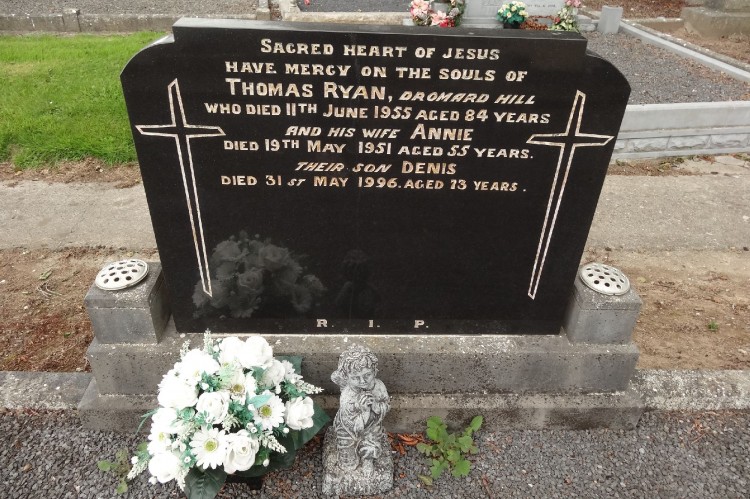 SACRED HEART OF JESUS
HAVE MERCY ON THE SOULS OF
THOMAS RYAN, DROMARD HILL
WHO DIED 11TH JUNE 1955 AGED 84 YEARS
AND HIS WIFE ANNIE
DIED 19TH MAY 1951 AGED 55 YEARS.
THEIR SON DENIS
DIED 31ST MAY 1996. AGED 73 YEARS.
R. I. P.